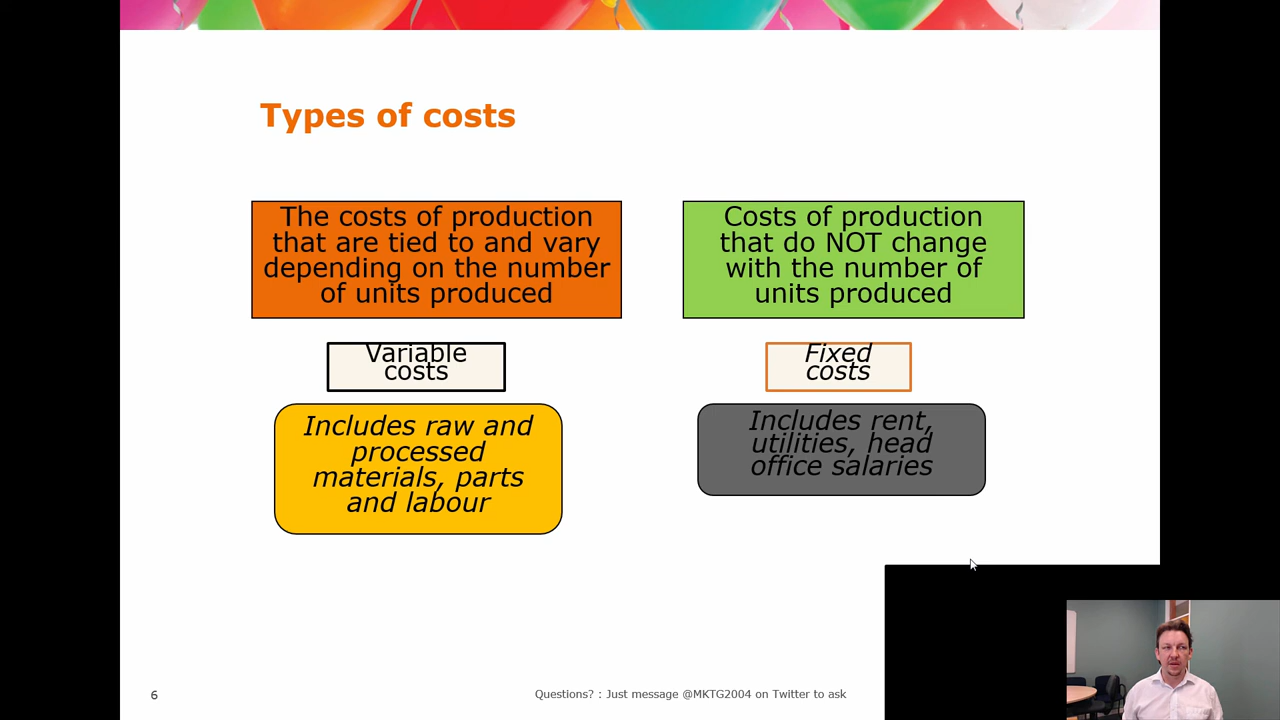 Types of costs
The costs of production
that are tied to and vary
depending on the number
of units produced
Costs of production
that do NOT change
with the number of
units produced
Variable
costs
Fixed
costs
Includes raw and
processed
materials, parts
and labour
Includes rent,
utilities, head
office salaries
6
Questions? : Just message @MKTG2004 on Twitter to ask